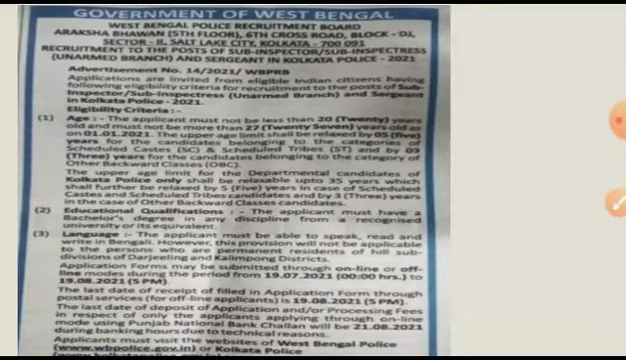 GOVERNMENT OF WEST BENGAL
WEST BENGAL POLICE RECRUITMENT BOARD
ARAKSHA BHAWAN (5TH FLOOR), 6TH CROSS ROAD, BLOCK - DJ,
SECTOR - II, SALT LAKE CITY, KOLKATA - 700 091
RECRUITMENT TO THE POSTS OF SUB-INSPECTOR/SUB-INSPECTRESS
(UNARMED BRANCH) AND SERGEANT IN KOLKATA POLICE - 2021
Advertisement No. 14/2021/ WBPRB
Applications are invited from eligible Indian citizens having
following eligibility criteria for recruitment to the posts of Sub-
Inspector/Sub-Inspectress (Unarmed Branch) and Sergeant
in Kolkata Police - 2021.
Eligibility Criteria :-
(1) Age : - The applicant must not be less than 20 (Twenty) years
old and must not be more than 27 (Twenty Seven) years old as
on 01.01.2021. The upper age limit shall be relaxed by 05 (five)
years for the candidates belonging to the categories of
Scheduled Castes (SC) & Scheduled Tribes (ST) and by 03
(Three) years for the candidates belonging to the category of
Other Backward Classes (OBC).
The upper age limit for the Departmental candidates of
Kolkata Police only shall be relaxable upto 35 years which
shall further be relaxed by 5 (Five) years in case of Scheduled
Castes and Scheduled Tribes candidates and by 3 (Three) years
in the case of Other Backward Classes candidates.
(2) Educational Qualifications : - The applicant must have a
Bachelor's degree in any discipline from a recognised
university or its equivalent.
(3) Language :- The applicant must be able to speak, read and
write in Bengali. However, this provision will not be applicable
to the persons who are permanent residents of hill sub-
divisions of Darjeeling and Kalimpong Districts.
Application Forms may be submitted through on-line or off-
line modes during the period from 19.07.2021 (00:00 hrs.) to
19.08.2021 (5 PM).
The last date of receipt of filled in Application Form through
postal services (for off-line applicants) is 19.08.2021 (5 PM).
The last date of deposit of Application and/or Processing Fees
in respect of only the applicants applying through on-line
mode using Punjab National Bank Challan will be 21.08.2021
during banking hours due to technical reasons.
Applicants must visit the websites of West Bengal Police
(www.wbpolice.gov.in) or Kolkata Police